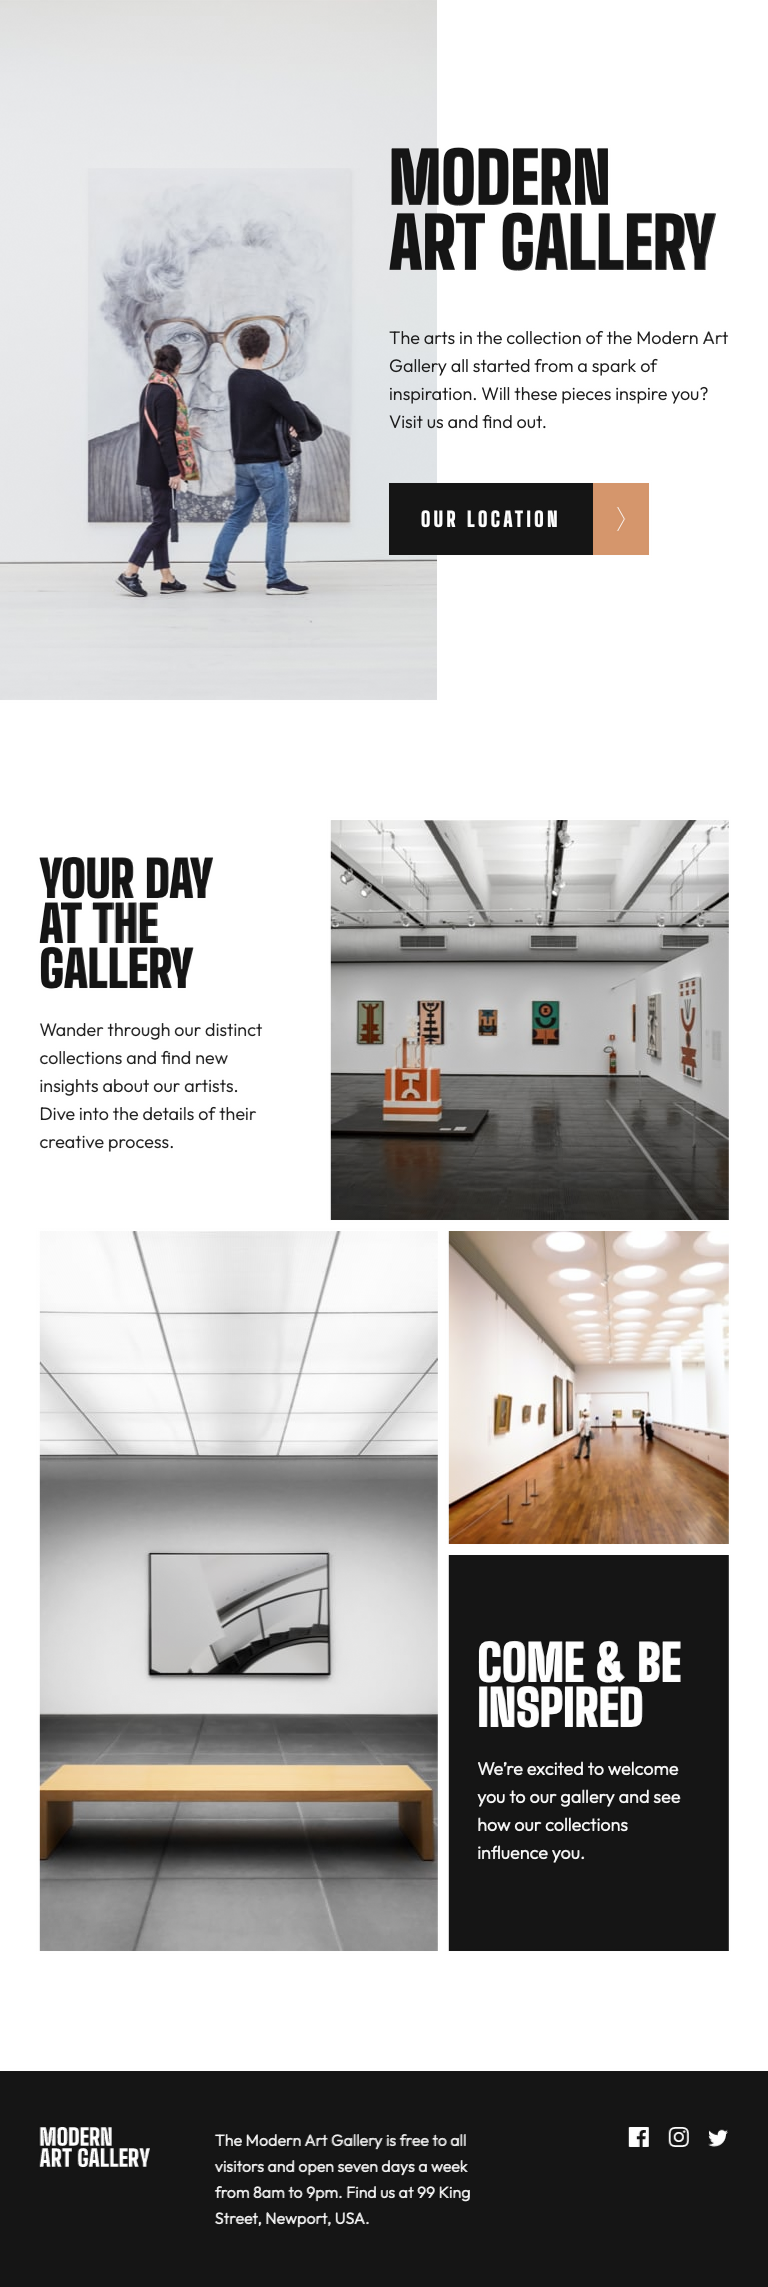 MODERN
ART GALLERY
The arts in the collection of the Modern Art
Gallery all started from a spark of
inspiration. Will these pieces inspire you?
Visit us and find out.
OUR LOCATION
YOUR DAY
AT THE
GALLERY
Wander through our distinct
collections and find new
insights about our artists.
Dive into the details of their
creative process.
COME & BE
INSPIRED
We're excited to welcome
you to our gallery and see
how our collections
influence you.
MODERN
ART GALLERY
The Modern Art Gallery is free to all
visitors and open seven days a week
from 8am to 9pm. Find us at 99 King
Street, Newport, USA.